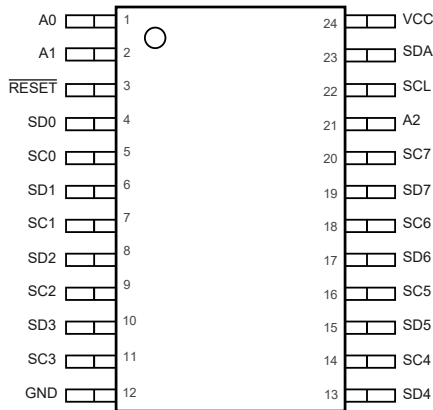 A0 1 24 VCC
A1 2 23 SDA
RESET 3 22 SCL
SD0 4 21 A2
SC0 5 20 SC7
SD1 6 19 SD7
SC1 7 18 SC6
SD2 8 17 SD6
SC2 9 16 SC5
SD3 10 15 SD5
SC3 11 14 SC4
GND 12 13 SD4